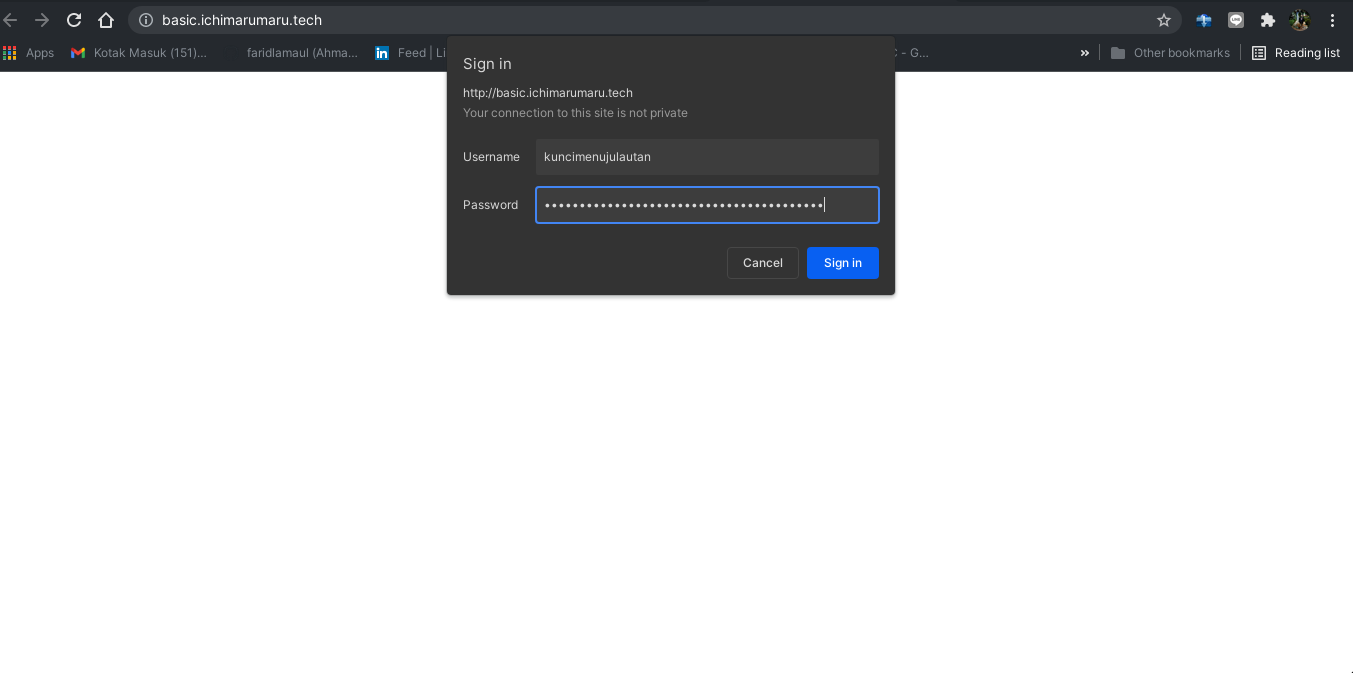 basic.ichimarumaru.tech
Apps
Kotak Masuk (151)...
faridlamaul (Ahma...
in Feed | Li
C - G...
»
Other bookmarks
Reading list
Sign in
http://basic.ichimarumaru.tech
Your connection to this site is not private
Username kuncimenujulautan
Password ••••••••••••••••••••••••••••••••••••••••
Cancel Sign in